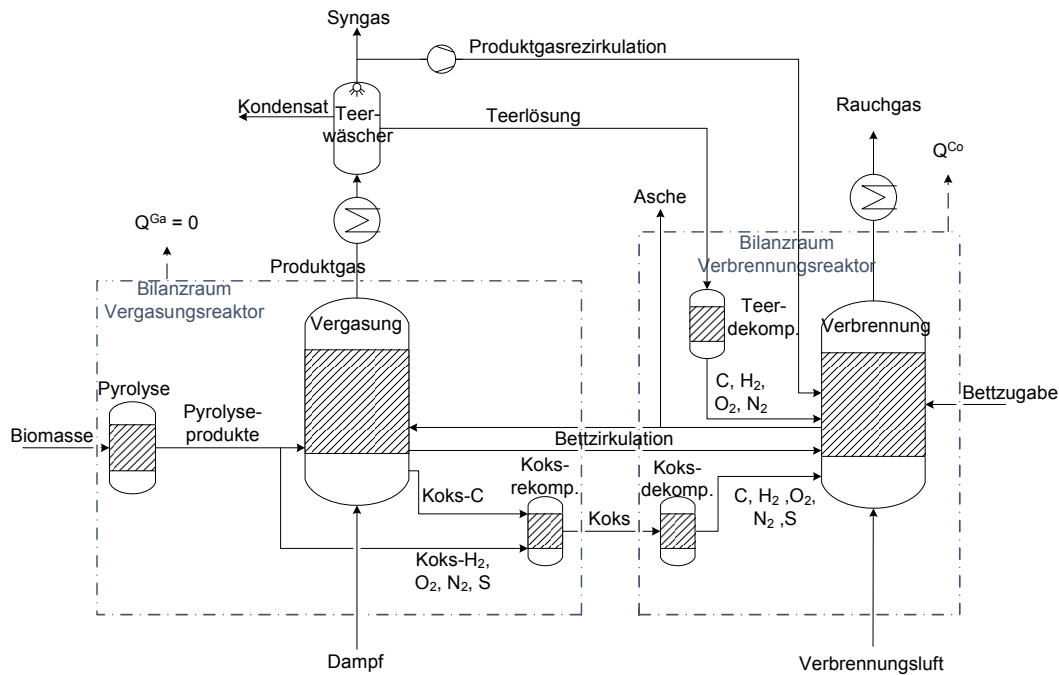 Syngas
Produktgasrezirkulation
Kondensat
Teer-
wäscher
Teerlösung
Rauchgas
Q^Co
Asche
Q^Ga = 0
Bilanzraum
Verbrennungsreaktor
Produktgas
Bilanzraum
Vergasungsreaktor
Vergasung
Teer-
dekomp.
Verbrennung
Pyrolyse
C, H₂,
O₂, N₂
Bettzugabe
Pyrolyse-
produkte
Biomasse
Bettzirkulation
Koks-
rekomp.
Koks-
dekomp.
Koks-C
Koks
C, H₂ ,O₂,
N₂ ,S
Koks-H₂,
O₂, N₂, S
Dampf
Verbrennungsluft